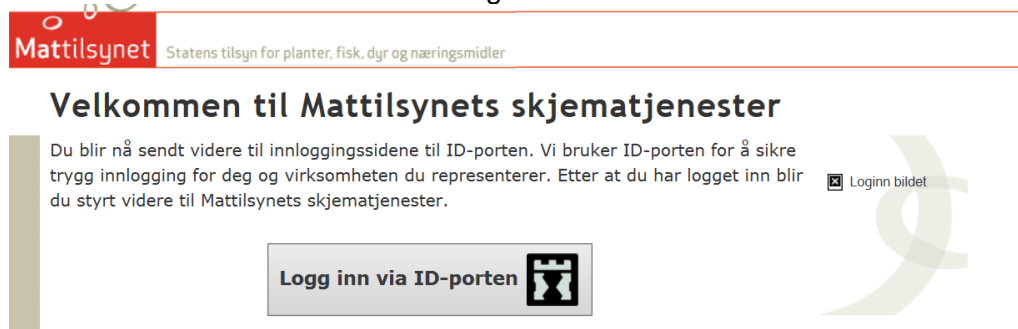 Mattilsynet Statens tilsyn for planter, fisk, dyr og næringsmidler
Velkommen til Mattilsynets skjematjenester
Du blir nå sendt videre til innloggingssidene til ID-porten. Vi bruker ID-porten for å sikre
trygg innlogging for deg og virksomheten du representerer. Etter at du har logget inn blir
du styrt videre til Mattilsynets skjematjenester.
Loginn bildet
Logg inn via ID-porten